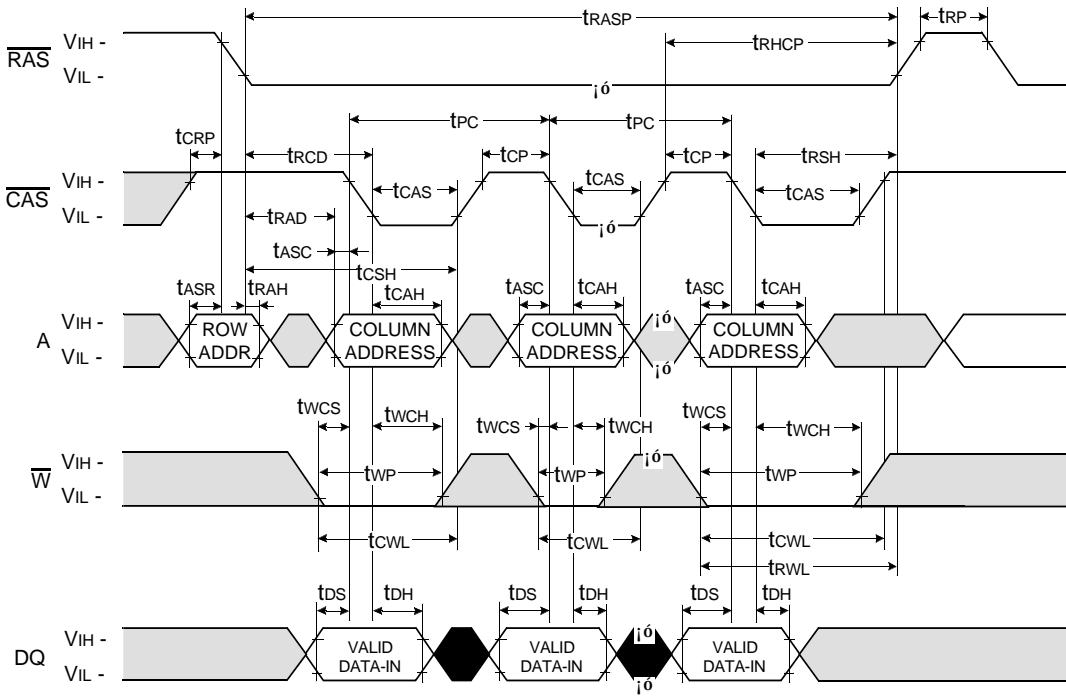 tRASP tRP
VIH -
RAS tRHCP
VIL -
¡ó
tPC tPC
tCRP tRCD tCP tCP tRSH
VIH -
CAS tCAS tCAS tCAS
VIL -
¡ó
tRAD
tASC tCSH
tASR tRAH tCAH tASC tCAH tASC tCAH
VIH - ¡ó
A ROW ADDR. COLUMN ADDRESS COLUMN ADDRESS COLUMN ADDRESS
VIL - ¡ó
tWCS tWCH tWCS tWCH tWCS tWCH
VIH - ¡ó
W tWP tWP tWP
VIL -
tCWL tCWL tCWL
tRWL
tDS tDH tDS tDH tDS tDH
VIH - ¡ó
DQ VALID DATA-IN VALID DATA-IN VALID DATA-IN
VIL - ¡ó